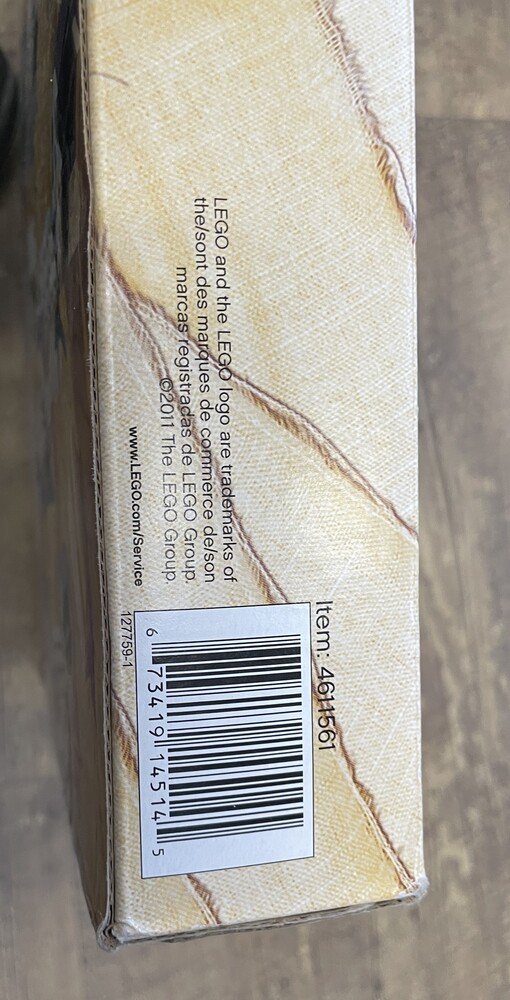 LEGO and the LEGO logo are trademarks of
the/sont des marques de commerce de/son
marcas registradas de LEGO Group.
©2011 The LEGO Group.
www.LEGO.com/Service
Item: 4611561
6 73419 14514 5
127759-1